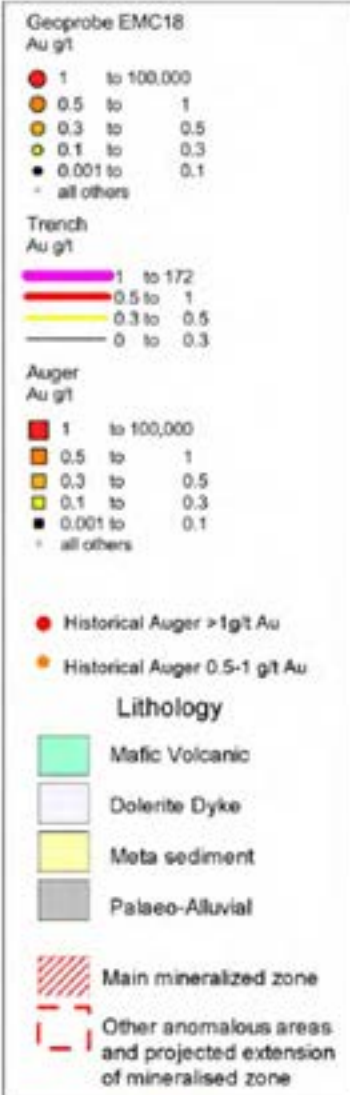 Geoprobe EMC18
Au g/t
1 to 100,000
0.5 to 1
0.3 to 0.5
0.1 to 0.3
0.001 to 0.1
all others
Trench
Au g/t
1 to 172
0.5 to 1
0.3 to 0.5
0 to 0.3
Auger
Au g/t
1 to 100,000
0.5 to 1
0.3 to 0.5
0.1 to 0.3
0.001 to 0.1
all others
Historical Auger >1g/t Au
Historical Auger 0.5-1 g/t Au
Lithology
Mafic Volcanic
Dolerite Dyke
Meta sediment
Palaeo-Alluvial
Main mineralized zone
Other anomalous areas
and projected extension
of mineralised zone